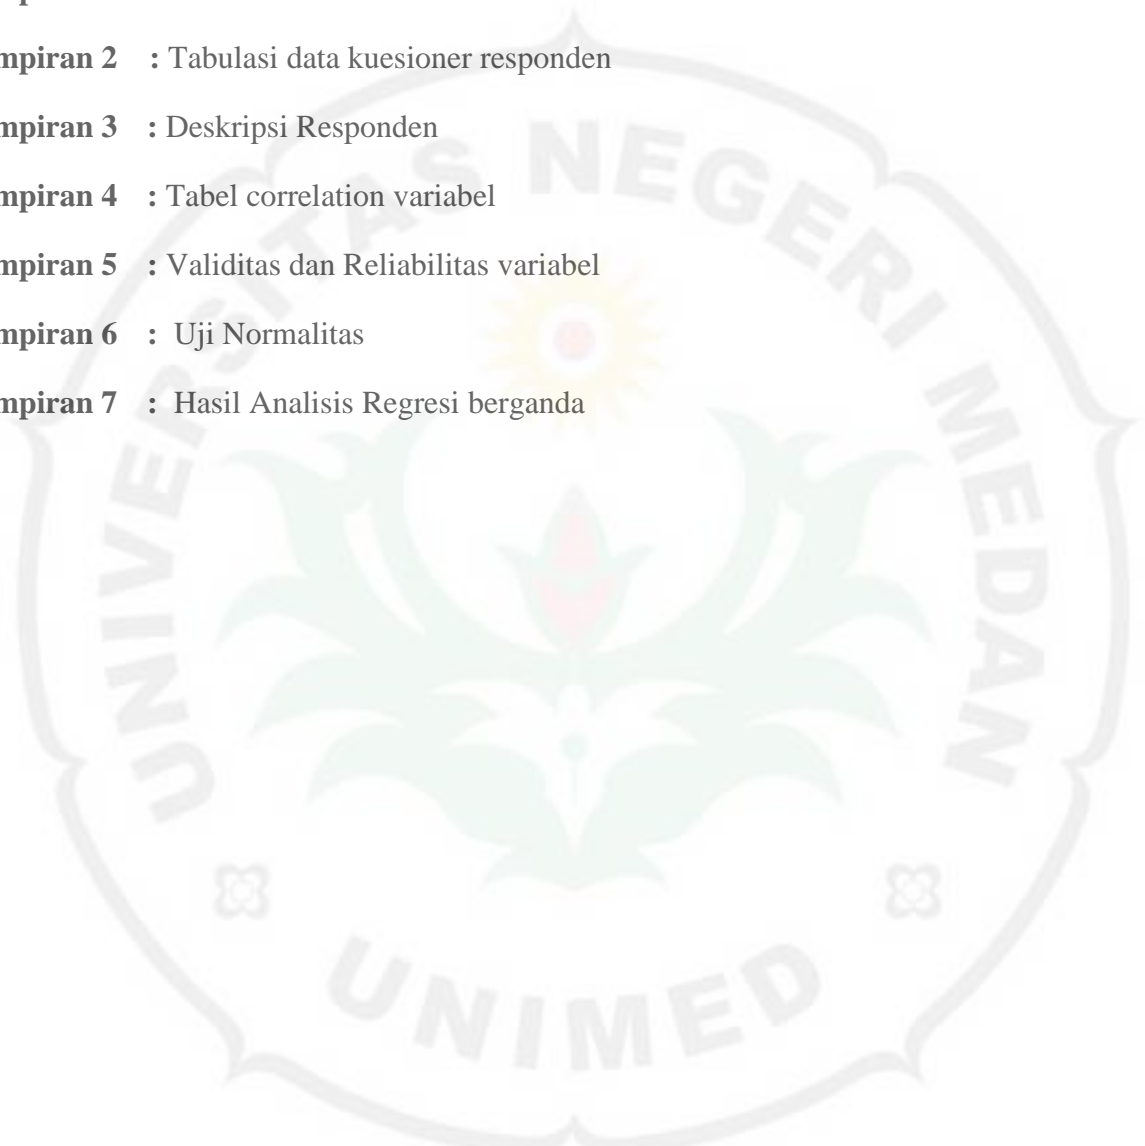 mpiran 2 : Tabulasi data kuesioner responden
mpiran 3 : Deskripsi Responden
mpiran 4 : Tabel correlation variabel
mpiran 5 : Validitas dan Reliabilitas variabel
mpiran 6 : Uji Normalitas
mpiran 7 : Hasil Analisis Regresi berganda
UNIVERSITAS NEGERI MEDAN
UNIMED